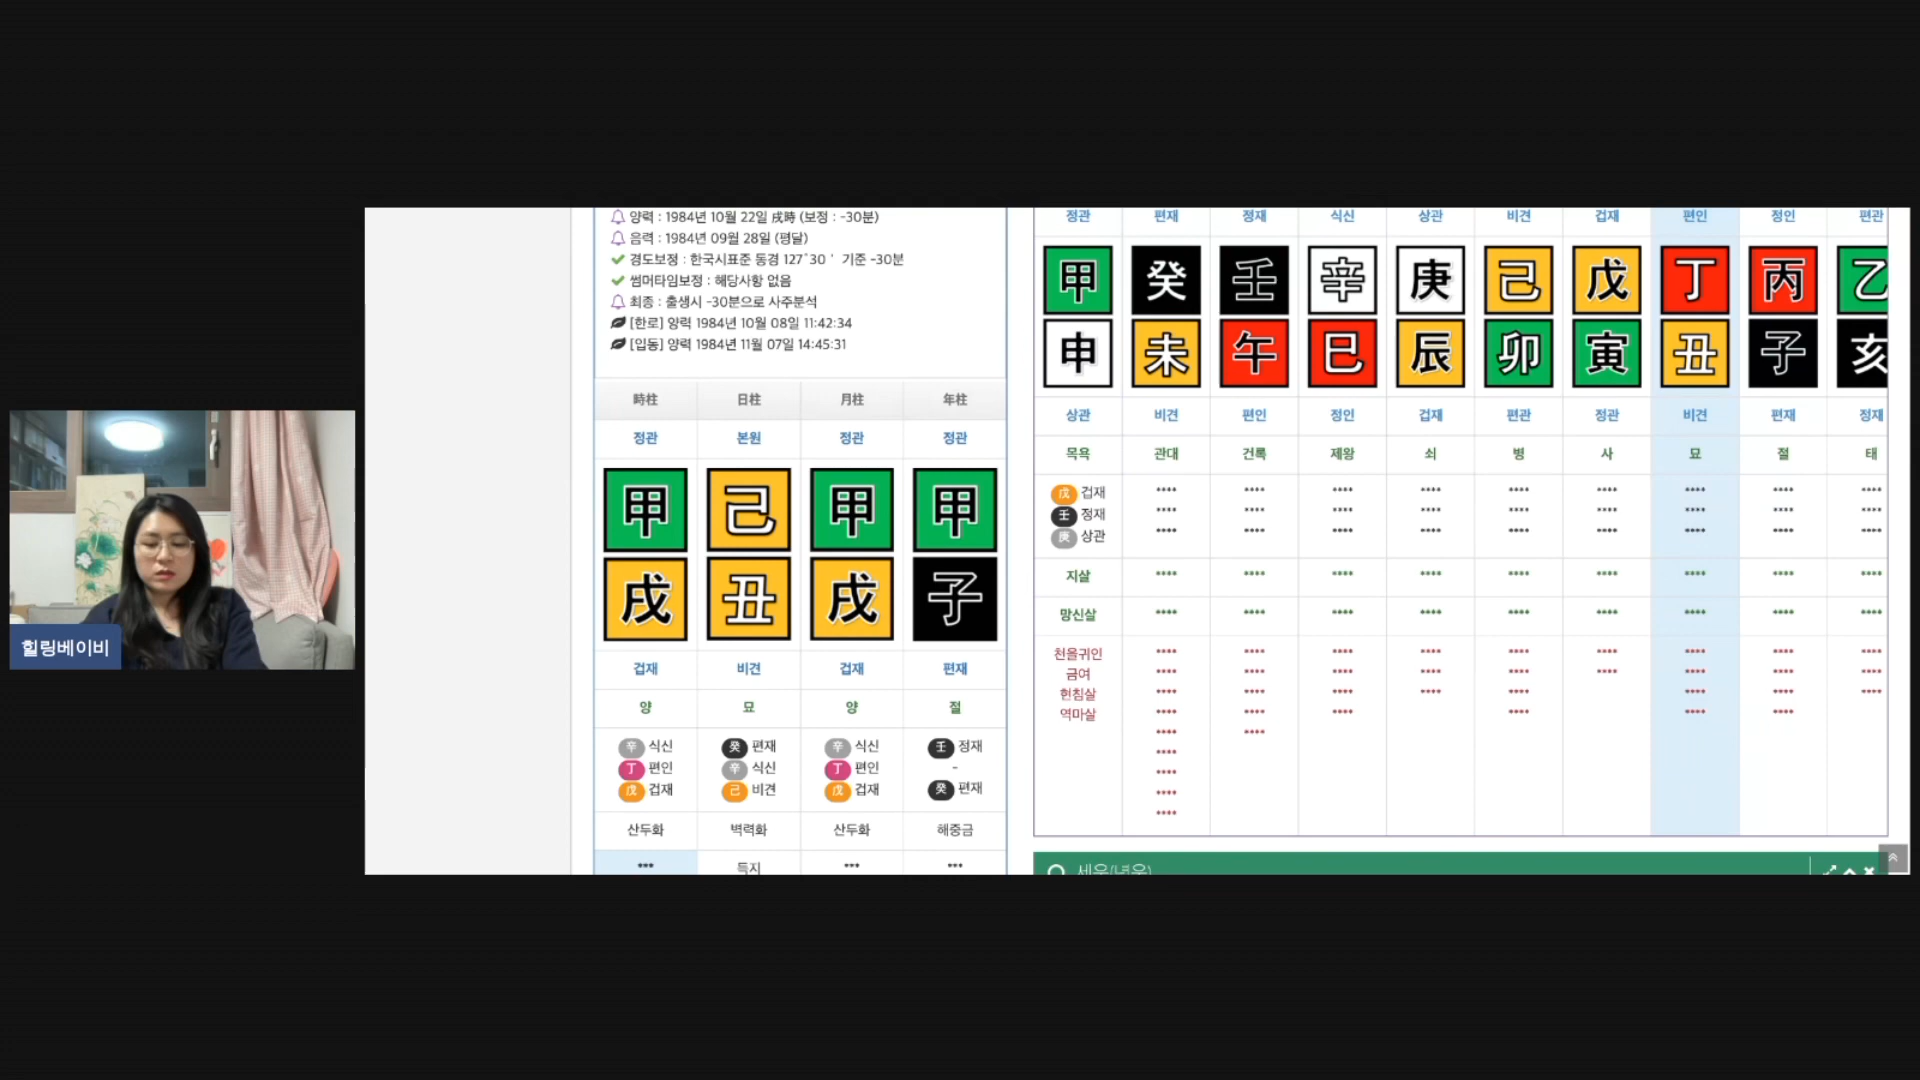 힐링베이비
양력 : 1984년 10월 22일 戌時 (보정 : -30분)
음력 : 1984년 09월 28일 (평달)
경도보정 : 한국시표준 동경 127˚30 ' 기준 -30분
썸머타임보정 : 해당사항 없음
최종 : 출생시 -30분으로 사주분석
[한로] 양력 1984년 10월 08일 11:42:34
[입동] 양력 1984년 11월 07일 14:45:31
時柱 日柱 月柱 年柱
정관 본원 정관 정관
甲 己 甲 甲
戌 丑 戌 子
겁재 비견 겁재 편재
양 묘 양 절
辛 식신 癸 편재 辛 식신 壬 정재
丁 편인 辛 식신 丁 편인 -
戊 겁재 己 비견 戊 겁재 癸 편재
산두화 벽력화 산두화 해중금
*** 득지 *** ***
정관 편재 정재 식신 상관 비견 겁재 편인 정인 편관
甲 癸 壬 辛 庚 己 戊 丁 丙 乙
申 未 午 巳 辰 卯 寅 丑 子 亥
상관 비견 편인 정인 겁재 편관 정관 비견 편재 정재
목욕 관대 건록 제왕 쇠 병 사 묘 절 태
戊 겁재 **** **** **** **** **** **** **** **** ****
壬 정재 **** **** **** **** **** **** **** **** ****
庚 상관 **** **** **** **** **** **** **** **** ****
지살 **** **** **** **** **** **** **** **** ****
망신살 **** **** **** **** **** **** **** **** ****
천을귀인 **** **** **** **** **** **** **** **** ****
금여 **** **** **** **** **** **** **** **** ****
현침살 **** **** **** **** **** **** **** ****
역마살 **** **** **** **** **** ****
**** ****
****
****
****
****
세운(년운)